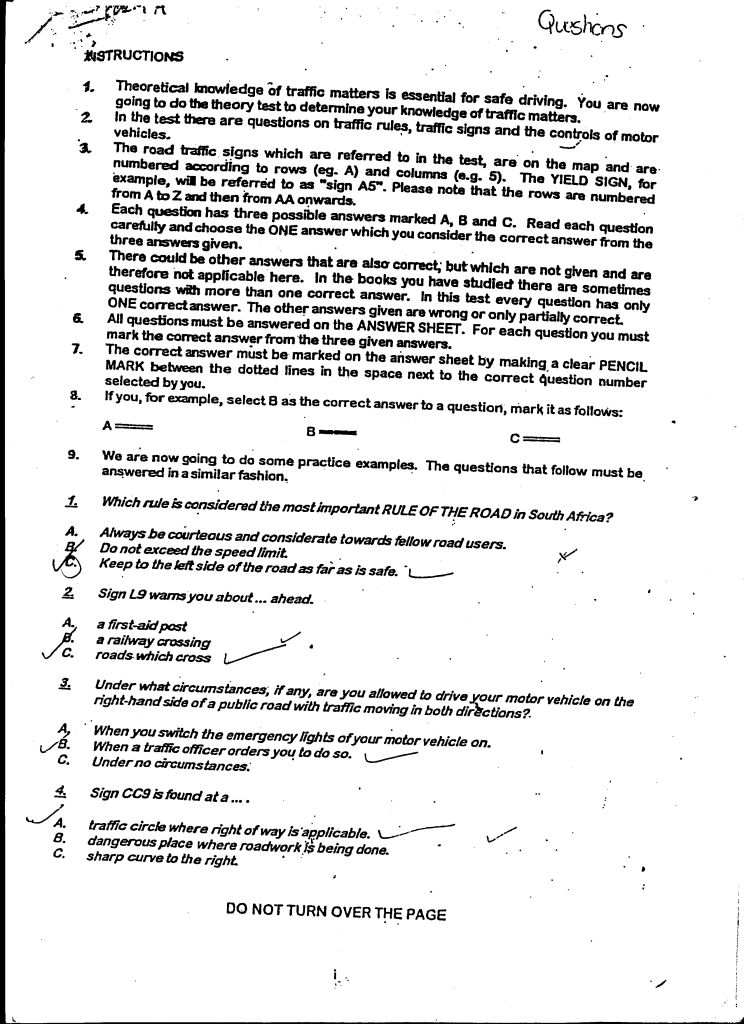 Questions
INSTRUCTIONS
1. Theoretical knowledge of traffic matters is essential for safe driving. You are now
going to do the theory test to determine your knowledge of traffic matters.
2. In the test there are questions on traffic rules, traffic signs and the controls of motor
vehicles.
3. The road traffic signs which are referred to in the test, are on the map and are
numbered according to rows (eg. A) and columns (e.g. 5). The YIELD SIGN, for
example, will be referred to as "sign A5". Please note that the rows are numbered
from A to Z and then from AA onwards.
4. Each question has three possible answers marked A, B and C. Read each question
carefully and choose the ONE answer which you consider the correct answer from the
three answers given.
5. There could be other answers that are also correct, but which are not given and are
therefore not applicable here. In the books you have studied there are sometimes
questions with more than one correct answer. In this test every question has only
ONE correct answer. The other answers given are wrong or only partially correct.
6. All questions must be answered on the ANSWER SHEET. For each question you must
mark the correct answer from the three given answers.
7. The correct answer must be marked on the answer sheet by making a clear PENCIL
MARK between the dotted lines in the space next to the correct question number
selected by you.
8. If you, for example, select B as the correct answer to a question, mark it as follows:
A B C
9. We are now going to do some practice examples. The questions that follow must be
answered in a similar fashion.
1. Which rule is considered the most important RULE OF THE ROAD in South Africa?
A. Always be courteous and considerate towards fellow road users.
B. Do not exceed the speed limit.
C. Keep to the left side of the road as far as is safe.
2. Sign L9 warns you about ... ahead.
A. a first-aid post
B. a railway crossing
C. roads which cross
3. Under what circumstances, if any, are you allowed to drive your motor vehicle on the
right-hand side of a public road with traffic moving in both directions?
A. When you switch the emergency lights of your motor vehicle on.
B. When a traffic officer orders you to do so.
C. Under no circumstances.
4. Sign CC9 is found at a ... .
A. traffic circle where right of way is applicable.
B. dangerous place where roadwork is being done.
C. sharp curve to the right.
DO NOT TURN OVER THE PAGE
i